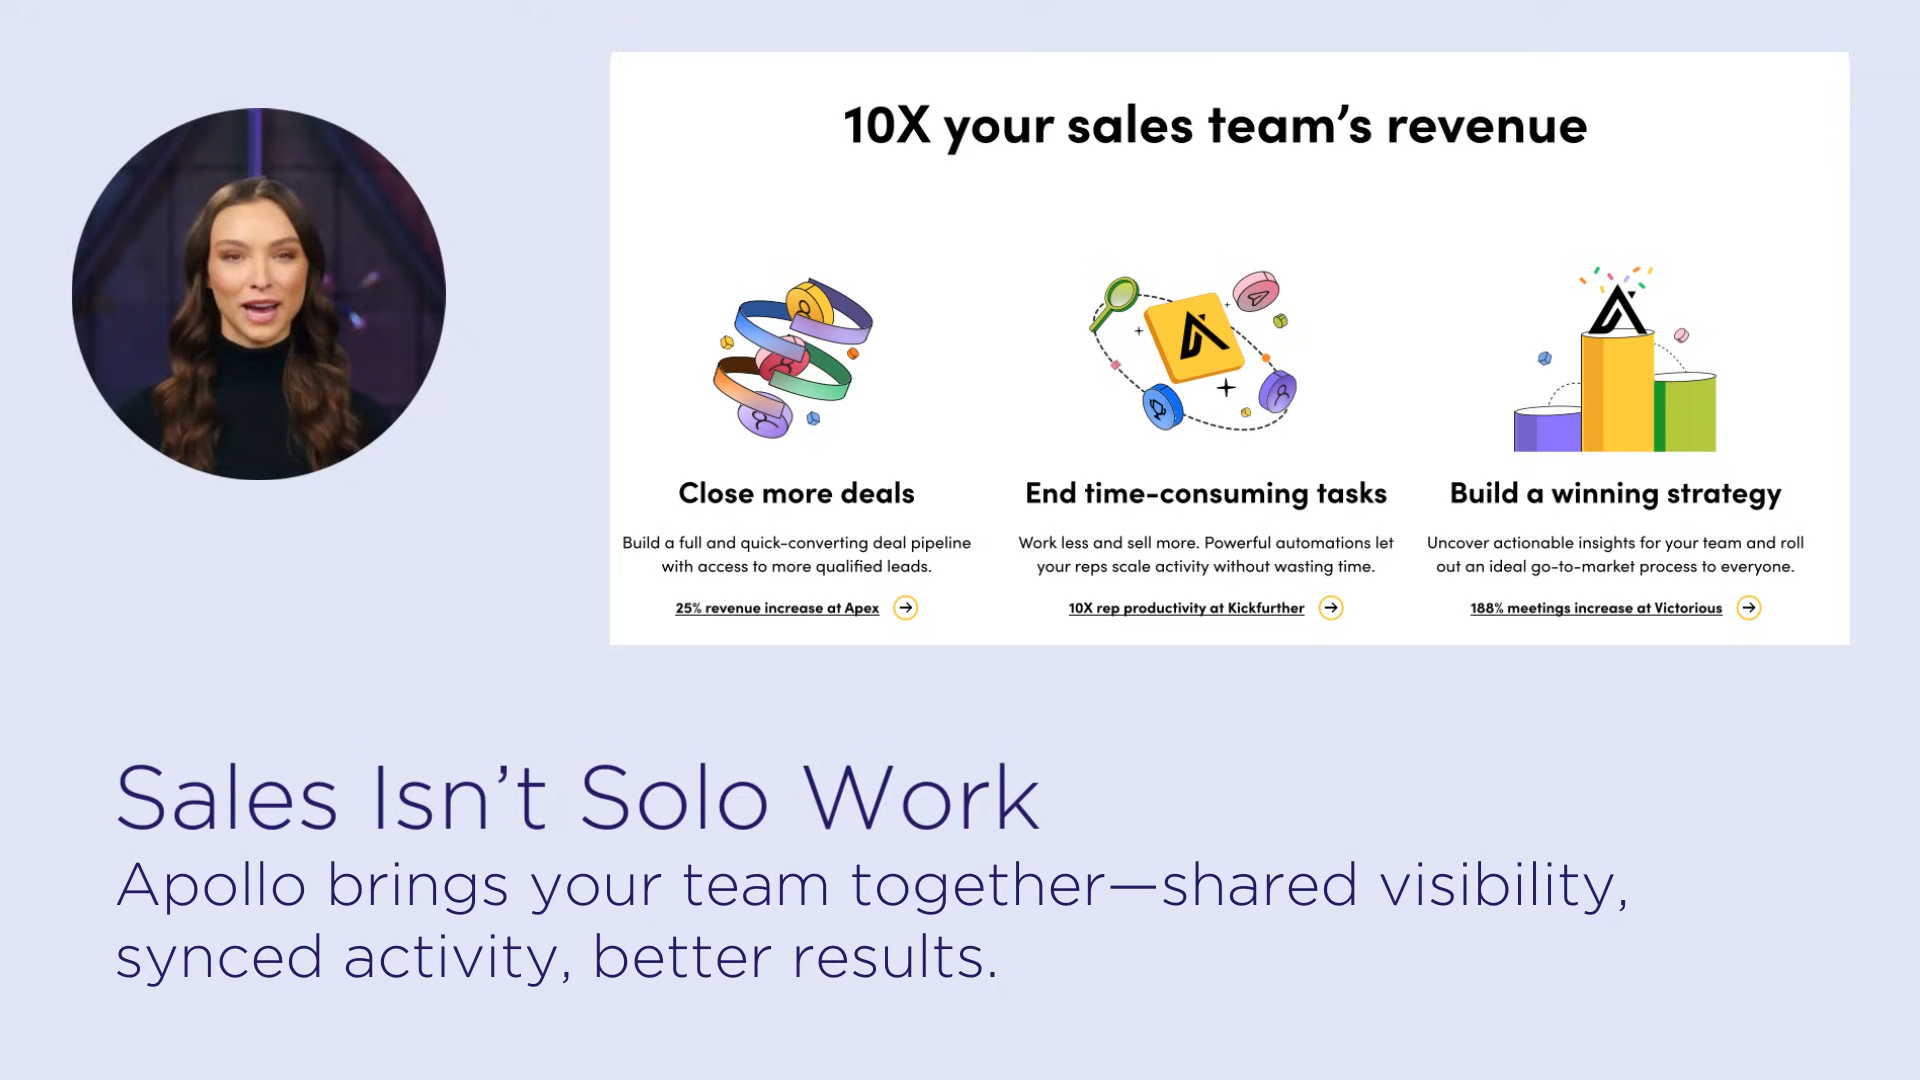 10X your sales team’s revenue
Close more deals
Build a full and quick-converting deal pipeline
with access to more qualified leads.
25% revenue increase at Apex
End time-consuming tasks
Work less and sell more. Powerful automations let
your reps scale activity without wasting time.
10X rep productivity at Kickfurther
Build a winning strategy
Uncover actionable insights for your team and roll
out an ideal go-to-market process to everyone.
188% meetings increase at Victorious
Sales Isn’t Solo Work
Apollo brings your team together—shared visibility,
synced activity, better results.